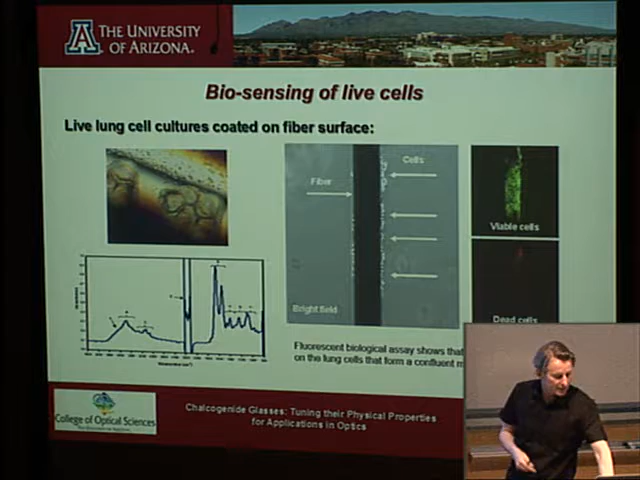 THE UNIVERSITY
OF ARIZONA.
Bio-sensing of live cells
Live lung cell cultures coated on fiber surface:
Cells
Fiber
Viable cells
Bright field
Dead cells
Fluorescent biological assay shows that
on the lung cells that form a confluent m
College of Optical Sciences
Chalcogenide Glasses: Tuning their Physical Properties
for Applications in Optics